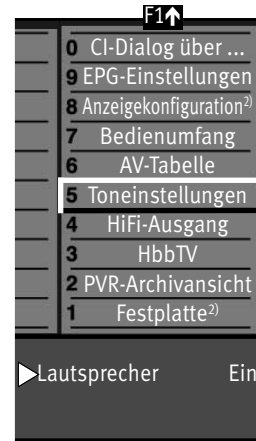 F1↑
0 CI-Dialog über ...
9 EPG-Einstellungen
8 Anzeigekonfiguration²⁾
7 Bedienumfang
6 AV-Tabelle
5 Toneinstellungen
4 HiFi-Ausgang
3 HbbTV
2 PVR-Archivansicht
1 Festplatte²⁾
Lautsprecher Ein